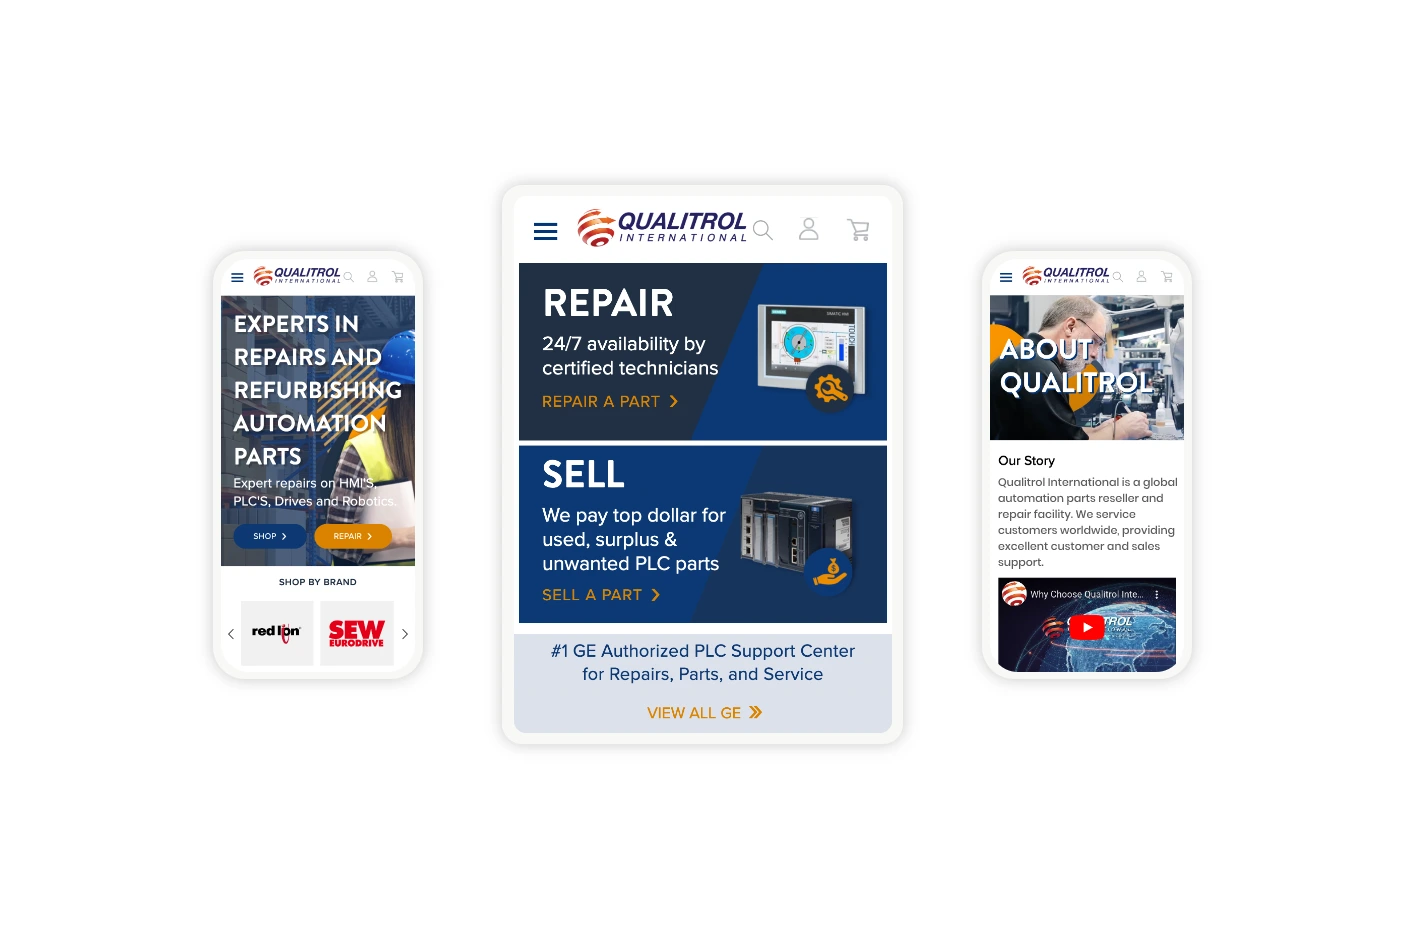 QUALITROL
INTERNATIONAL
EXPERTS IN
REPAIRS AND
REFURBISHING
AUTOMATION
PARTS
Expert repairs on HMI'S,
PLC'S, Drives and Robotics.
SHOP
REPAIR
SHOP BY BRAND
red lion
SEW
EURODRIVE
QUALITROL
INTERNATIONAL
REPAIR
24/7 availability by
certified technicians
REPAIR A PART
SIEMENS
SIMATIC HMI
TOUCH
SELL
We pay top dollar for
used, surplus &
unwanted PLC parts
SELL A PART
#1 GE Authorized PLC Support Center
for Repairs, Parts, and Service
VIEW ALL GE
QUALITROL
INTERNATIONAL
ABOUT
QUALITROL
Our Story
Qualitrol International is a global
automation parts reseller and
repair facility. We service
customers worldwide, providing
excellent customer and sales
support.
Why Choose Qualitrol Inte...